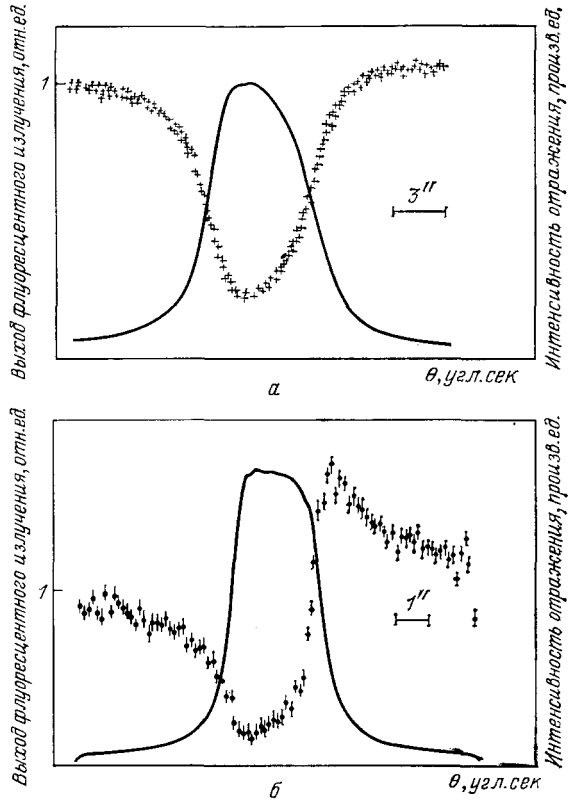 Выход флуоресцентного излучения, отн.ед.
1
3"
Интенсивность отражения, произв.ед,
θ, угл.сек
а
Выход флуоресцентного излучения, отн.ед.
1
1"
Интенсивность отражения, произв.ед.
θ, угл.сек
б